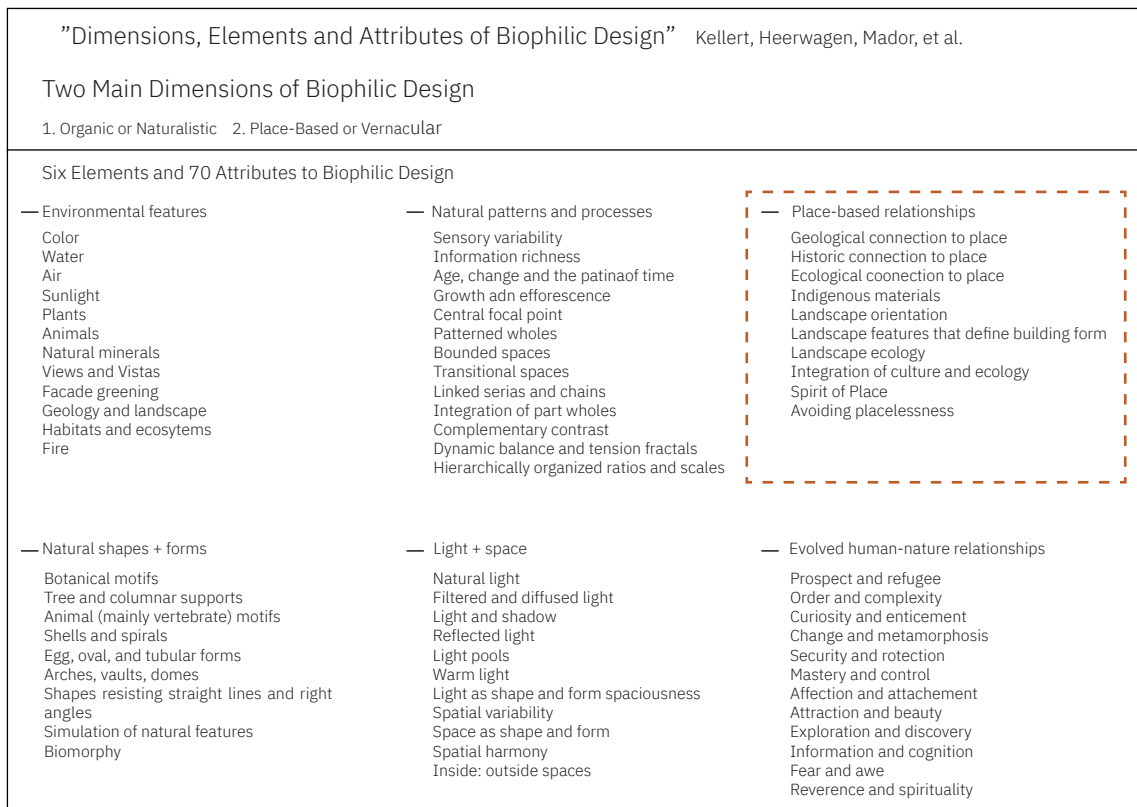 ”Dimensions, Elements and Attributes of Biophilic Design” Kellert, Heerwagen, Mador, et al.
Two Main Dimensions of Biophilic Design
1. Organic or Naturalistic 2. Place-Based or Vernacular
Six Elements and 70 Attributes to Biophilic Design
— Environmental features
Color
Water
Air
Sunlight
Plants
Animals
Natural minerals
Views and Vistas
Facade greening
Geology and landscape
Habitats and ecosytems
Fire
— Natural patterns and processes
Sensory variability
Information richness
Age, change and the patinaof time
Growth adn efforescence
Central focal point
Patterned wholes
Bounded spaces
Transitional spaces
Linked serias and chains
Integration of part wholes
Complementary contrast
Dynamic balance and tension fractals
Hierarchically organized ratios and scales
— Place-based relationships
Geological connection to place
Historic connection to place
Ecological coonection to place
Indigenous materials
Landscape orientation
Landscape features that define building form
Landscape ecology
Integration of culture and ecology
Spirit of Place
Avoiding placelessness
— Natural shapes + forms
Botanical motifs
Tree and columnar supports
Animal (mainly vertebrate) motifs
Shells and spirals
Egg, oval, and tubular forms
Arches, vaults, domes
Shapes resisting straight lines and right
angles
Simulation of natural features
Biomorphy
— Light + space
Natural light
Filtered and diffused light
Light and shadow
Reflected light
Light pools
Warm light
Light as shape and form spaciousness
Spatial variability
Space as shape and form
Spatial harmony
Inside: outside spaces
— Evolved human-nature relationships
Prospect and refugee
Order and complexity
Curiosity and enticement
Change and metamorphosis
Security and rotection
Mastery and control
Affection and attachement
Attraction and beauty
Exploration and discovery
Information and cognition
Fear and awe
Reverence and spirituality